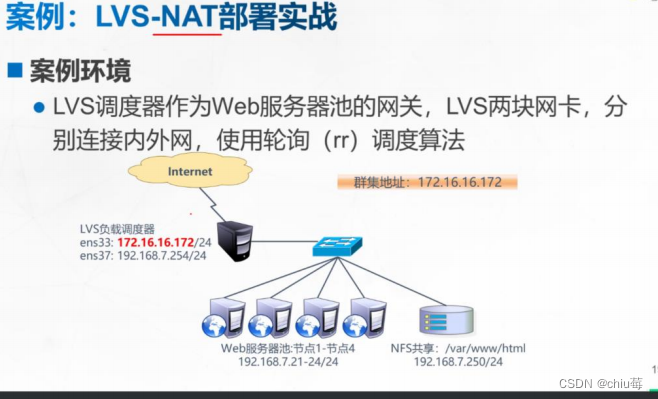 案例：LVS-NAT部署实战
案例环境
LVS调度器作为Web服务器池的网关，LVS两块网卡，分
别连接内外网，使用轮询（rr）调度算法
Internet
群集地址：172.16.16.172
LVS负载调度器
ens33: 172.16.16.172/24
ens37: 192.168.7.254/24
Web服务器池:节点1-节点4
192.168.7.21-24/24
NFS共享：/var/www/html
192.168.7.250/24
CSDN @chiu莓